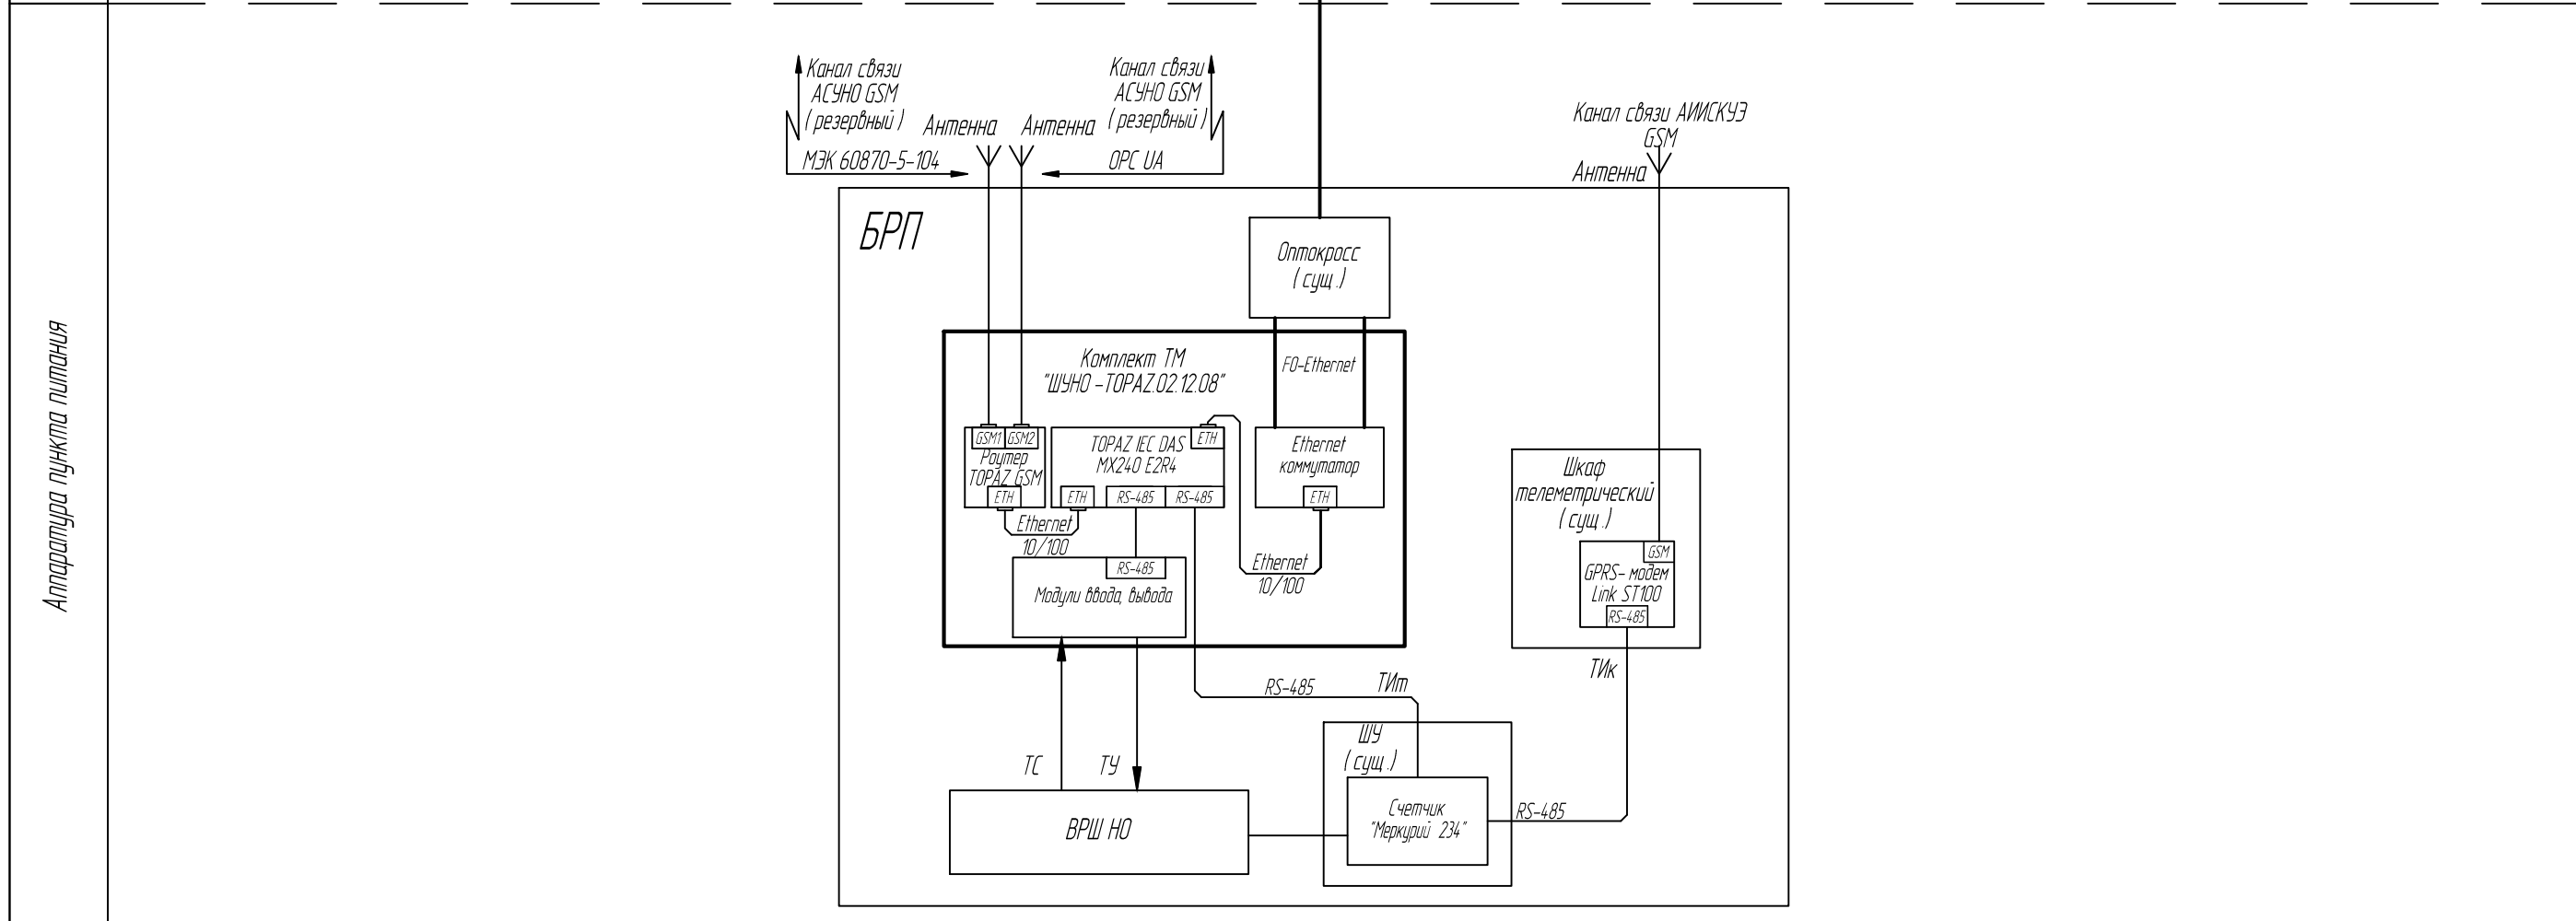 Аппаратура пункта питания
Канал связи
АСУНО GSM
(резервный)
МЭК 60870-5-104
Антенна
Антенна
Канал связи
АСУНО GSM
(резервный)
OPC UA
Канал связи АИИСКУЭ
GSM
Антенна
БРП
Оптокросс
(сущ.)
Комплект ТМ
"ШУНО-TOPAZ.02.12.08"
FO-Ethernet
GSM1
GSM2
Роутер
TOPAZ GSM
ETH
TOPAZ IEC DAS
MX240 E2R4
ETH
ETH
RS-485
RS-485
Ethernet
коммутатор
ETH
Ethernet
10/100
Ethernet
10/100
RS-485
Модули ввода, вывода
Шкаф
телеметрический
(сущ.)
GSM
GPRS-модем
Link ST100
RS-485
ТИк
RS-485
ТИт
ТС
ТУ
ВРШ НО
ШУ
(сущ.)
Счетчик
"Меркурий 234"
RS-485